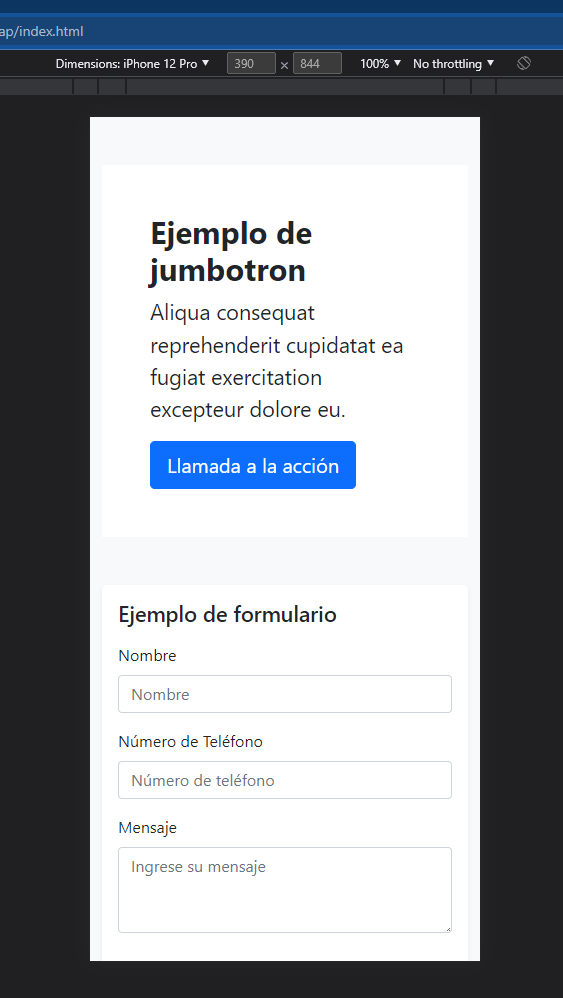 ap/index.html
Dimensions: iPhone 12 Pro ▼ 390 × 844 100% ▼ No throttling ▼
Ejemplo de
jumbotron
Aliqua consequat
reprehenderit cupidatat ea
fugiat exercitation
excepteur dolore eu.
Llamada a la acción
Ejemplo de formulario
Nombre
Nombre
Número de Teléfono
Número de teléfono
Mensaje
Ingrese su mensaje